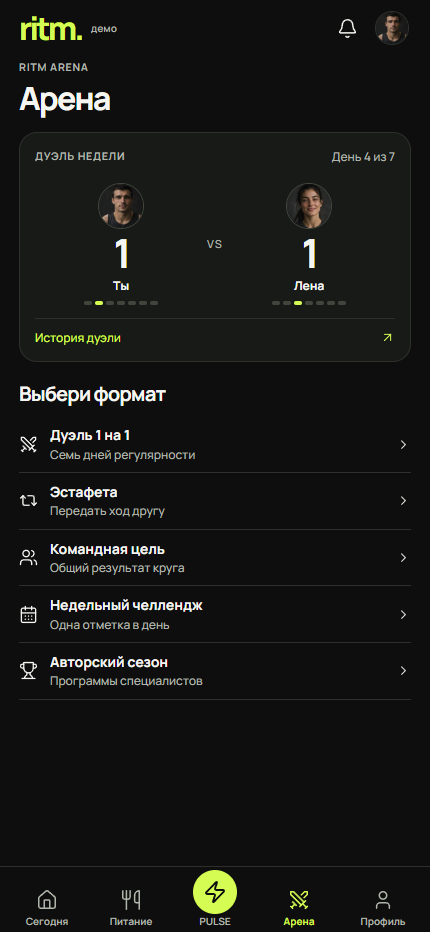 ritm. демо
RITM ARENA
Арена
ДУЭЛЬ НЕДЕЛИ День 4 из 7
1 VS 1
Ты Лена
История дуэли
Выбери формат
Дуэль 1 на 1
Семь дней регулярности
Эстафета
Передать ход другу
Командная цель
Общий результат круга
Недельный челлендж
Одна отметка в день
Авторский сезон
Программы специалистов
Сегодня Питание PULSE Арена Профиль